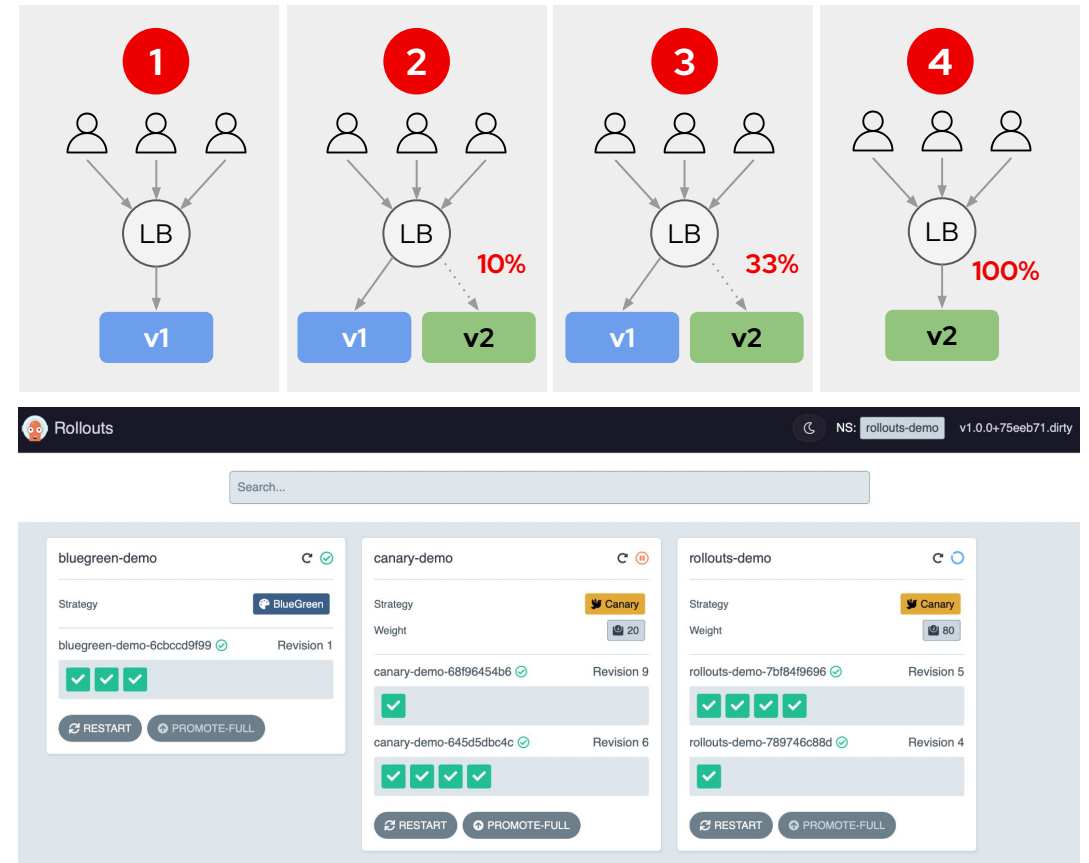 1
2
3
4
LB
LB
LB
LB
10%
33%
100%
v1
v1
v2
v1
v2
v2
Rollouts
NS: rollouts-demo
v1.0.0+75eeb71.dirty
Search...
bluegreen-demo
Strategy
BlueGreen
bluegreen-demo-6cbccd9f99
Revision 1
RESTART
PROMOTE-FULL
canary-demo
Strategy
Canary
Weight
20
canary-demo-68f96454b6
Revision 9
canary-demo-645d5dbc4c
Revision 6
RESTART
PROMOTE-FULL
rollouts-demo
Strategy
Canary
Weight
80
rollouts-demo-7bf84f9696
Revision 5
rollouts-demo-789746c88d
Revision 4
RESTART
PROMOTE-FULL